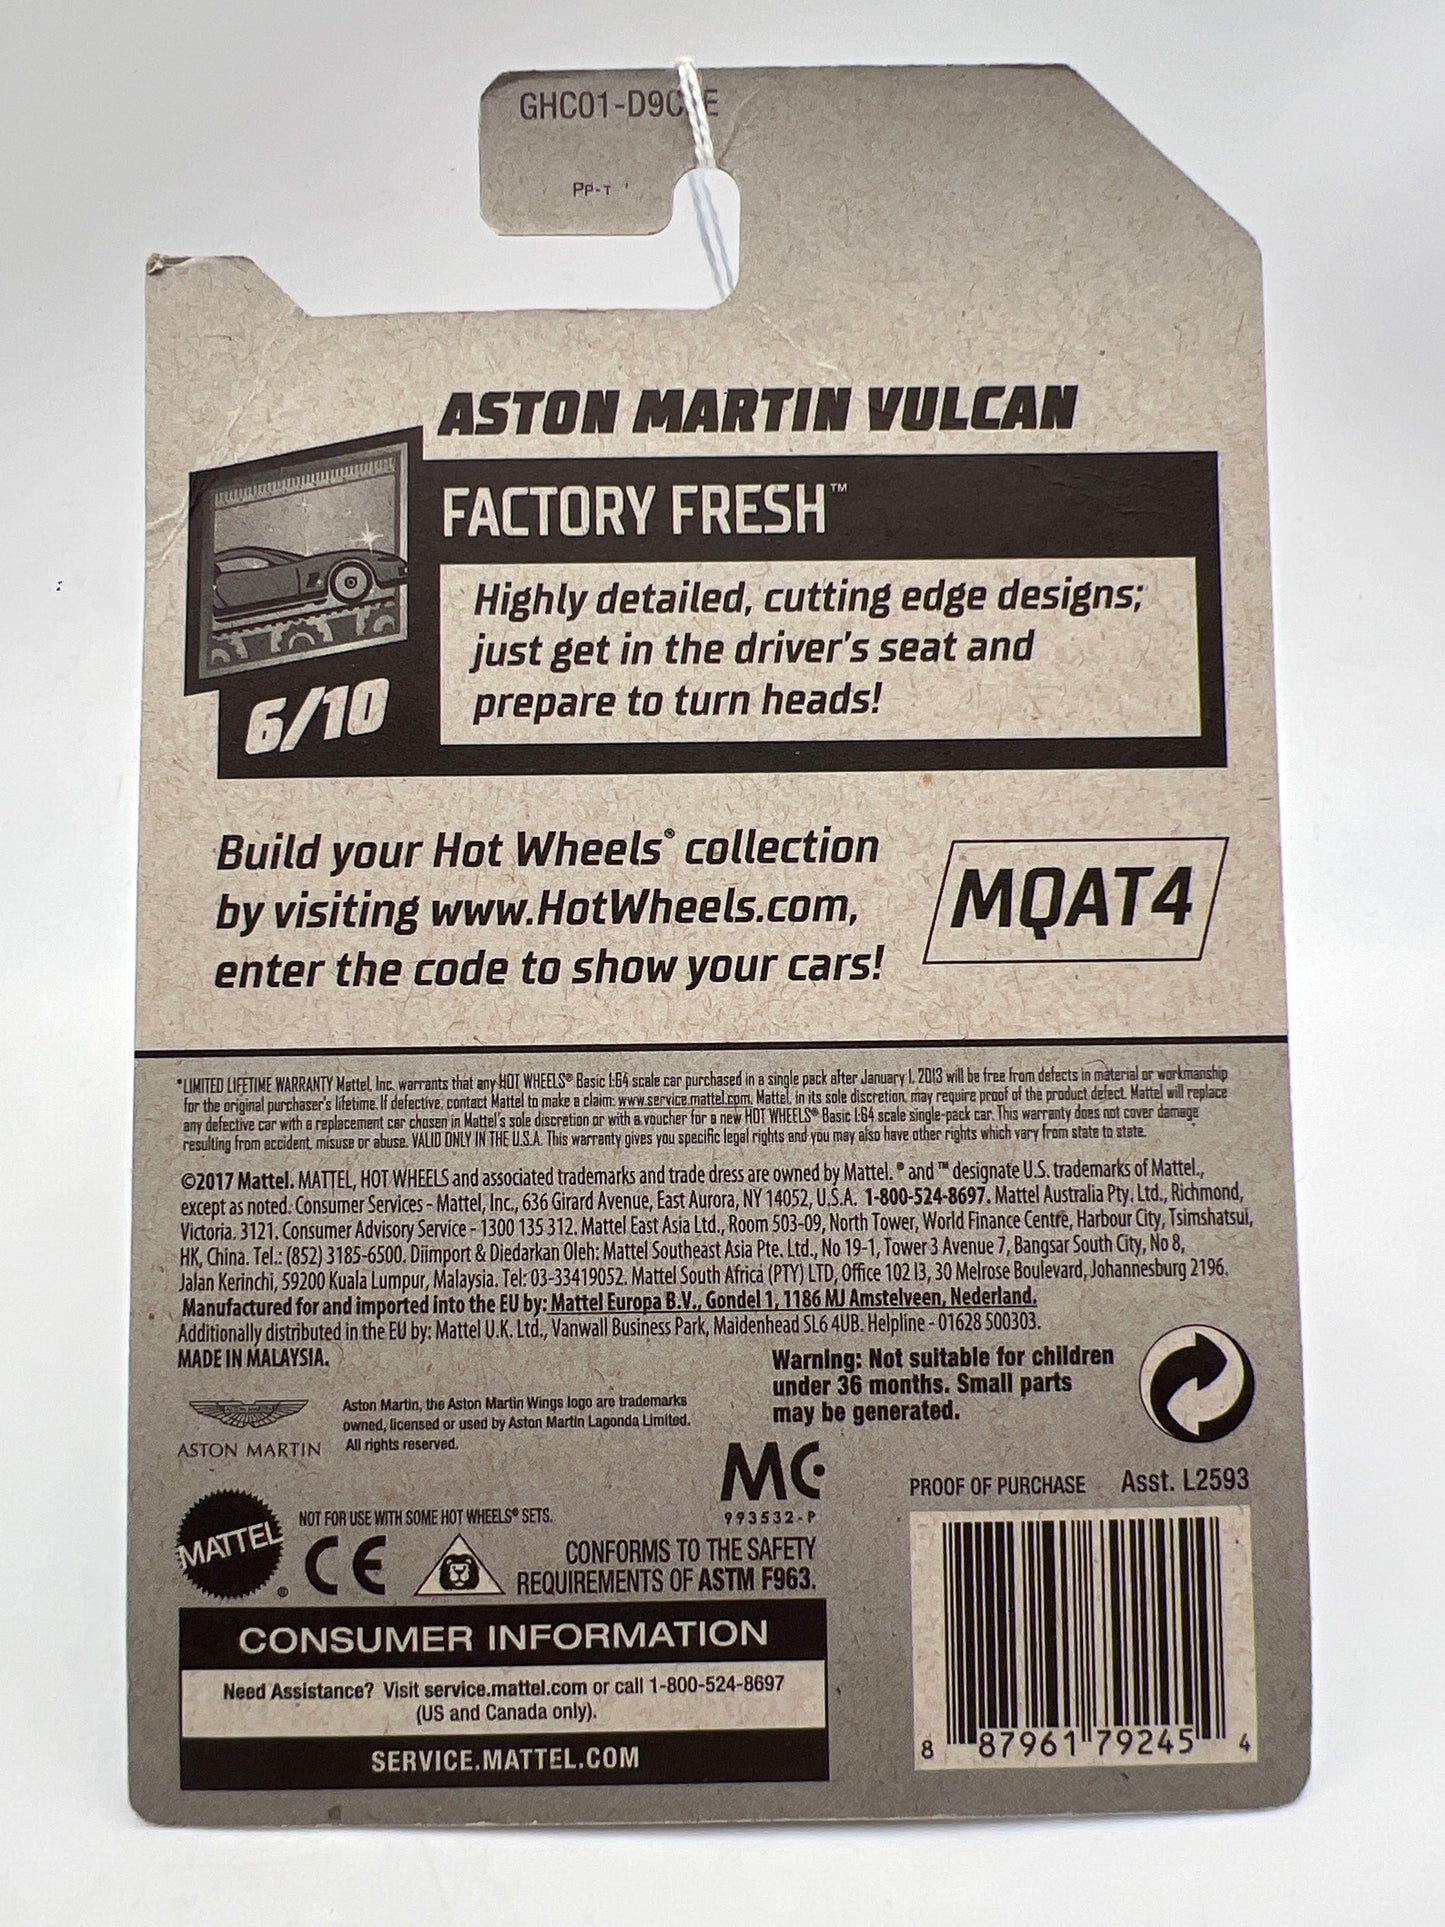 Pp-T
ASTON MARTIN VULCAN
FACTORY FRESH™
Highly detailed, cutting edge designs;
just get in the driver's seat and
prepare to turn heads!
6/10
Build your Hot Wheels® collection
by visiting www.HotWheels.com,
enter the code to show your cars!
MQAT4
*LIMITED LIFETIME WARRANTY Mattel, Inc. warrants that any HOT WHEELS® Basic 1:64 scale car purchased in a single pack after January 1, 2013 will be free from defects in material or workmanship
for the original purchaser's lifetime. If defective, contact Mattel to make a claim: www.service.mattel.com. Mattel, in its sole discretion, may require proof of the product defect. Mattel will replace
any defective car with a replacement car chosen in Mattel's sole discretion or with a voucher for a new HOT WHEELS® Basic 1:64 scale single-pack car. This warranty does not cover damage
resulting from accident, misuse or abuse. VALID ONLY IN THE U.S.A. This warranty gives you specific legal rights and you may also have other rights which vary from state to state.
©2017 Mattel. MATTEL, HOT WHEELS and associated trademarks and trade dress are owned by Mattel. ® and ™ designate U.S. trademarks of Mattel.,
except as noted. Consumer Services - Mattel, Inc., 636 Girard Avenue, East Aurora, NY 14052, U.S.A. 1-800-524-8697. Mattel Australia Pty. Ltd., Richmond,
Victoria. 3121. Consumer Advisory Service - 1300 135 312. Mattel East Asia Ltd., Room 503-09, North Tower, World Finance Centre, Harbour City, Tsimshatsui,
HK, China. Tel.: (852) 3185-6500. Diimport & Diedarkan Oleh: Mattel Southeast Asia Pte. Ltd., No 19-1, Tower 3 Avenue 7, Bangsar South City, No 8,
Jalan Kerinchi, 59200 Kuala Lumpur, Malaysia. Tel: 03-33419052. Mattel South Africa (PTY) LTD, Office 102 I3, 30 Melrose Boulevard, Johannesburg 2196.
Manufactured for and imported into the EU by: Mattel Europa B.V., Gondel 1, 1186 MJ Amstelveen, Nederland.
Additionally distributed in the EU by: Mattel U.K. Ltd., Vanwall Business Park, Maidenhead SL6 4UB. Helpline - 01628 500303.
MADE IN MALAYSIA.
Warning: Not suitable for children
under 36 months. Small parts
may be generated.
ASTON MARTIN
Aston Martin, the Aston Martin Wings logo are trademarks
owned, licensed or used by Aston Martin Lagonda Limited.
All rights reserved.
MC
993532-P
PROOF OF PURCHASE Asst. L2593
MATTEL®
NOT FOR USE WITH SOME HOT WHEELS® SETS.
CE
CONFORMS TO THE SAFETY
REQUIREMENTS OF ASTM F963.
CONSUMER INFORMATION
Need Assistance? Visit service.mattel.com or call 1-800-524-8697
(US and Canada only).
SERVICE.MATTEL.COM
8 87961 79245 4